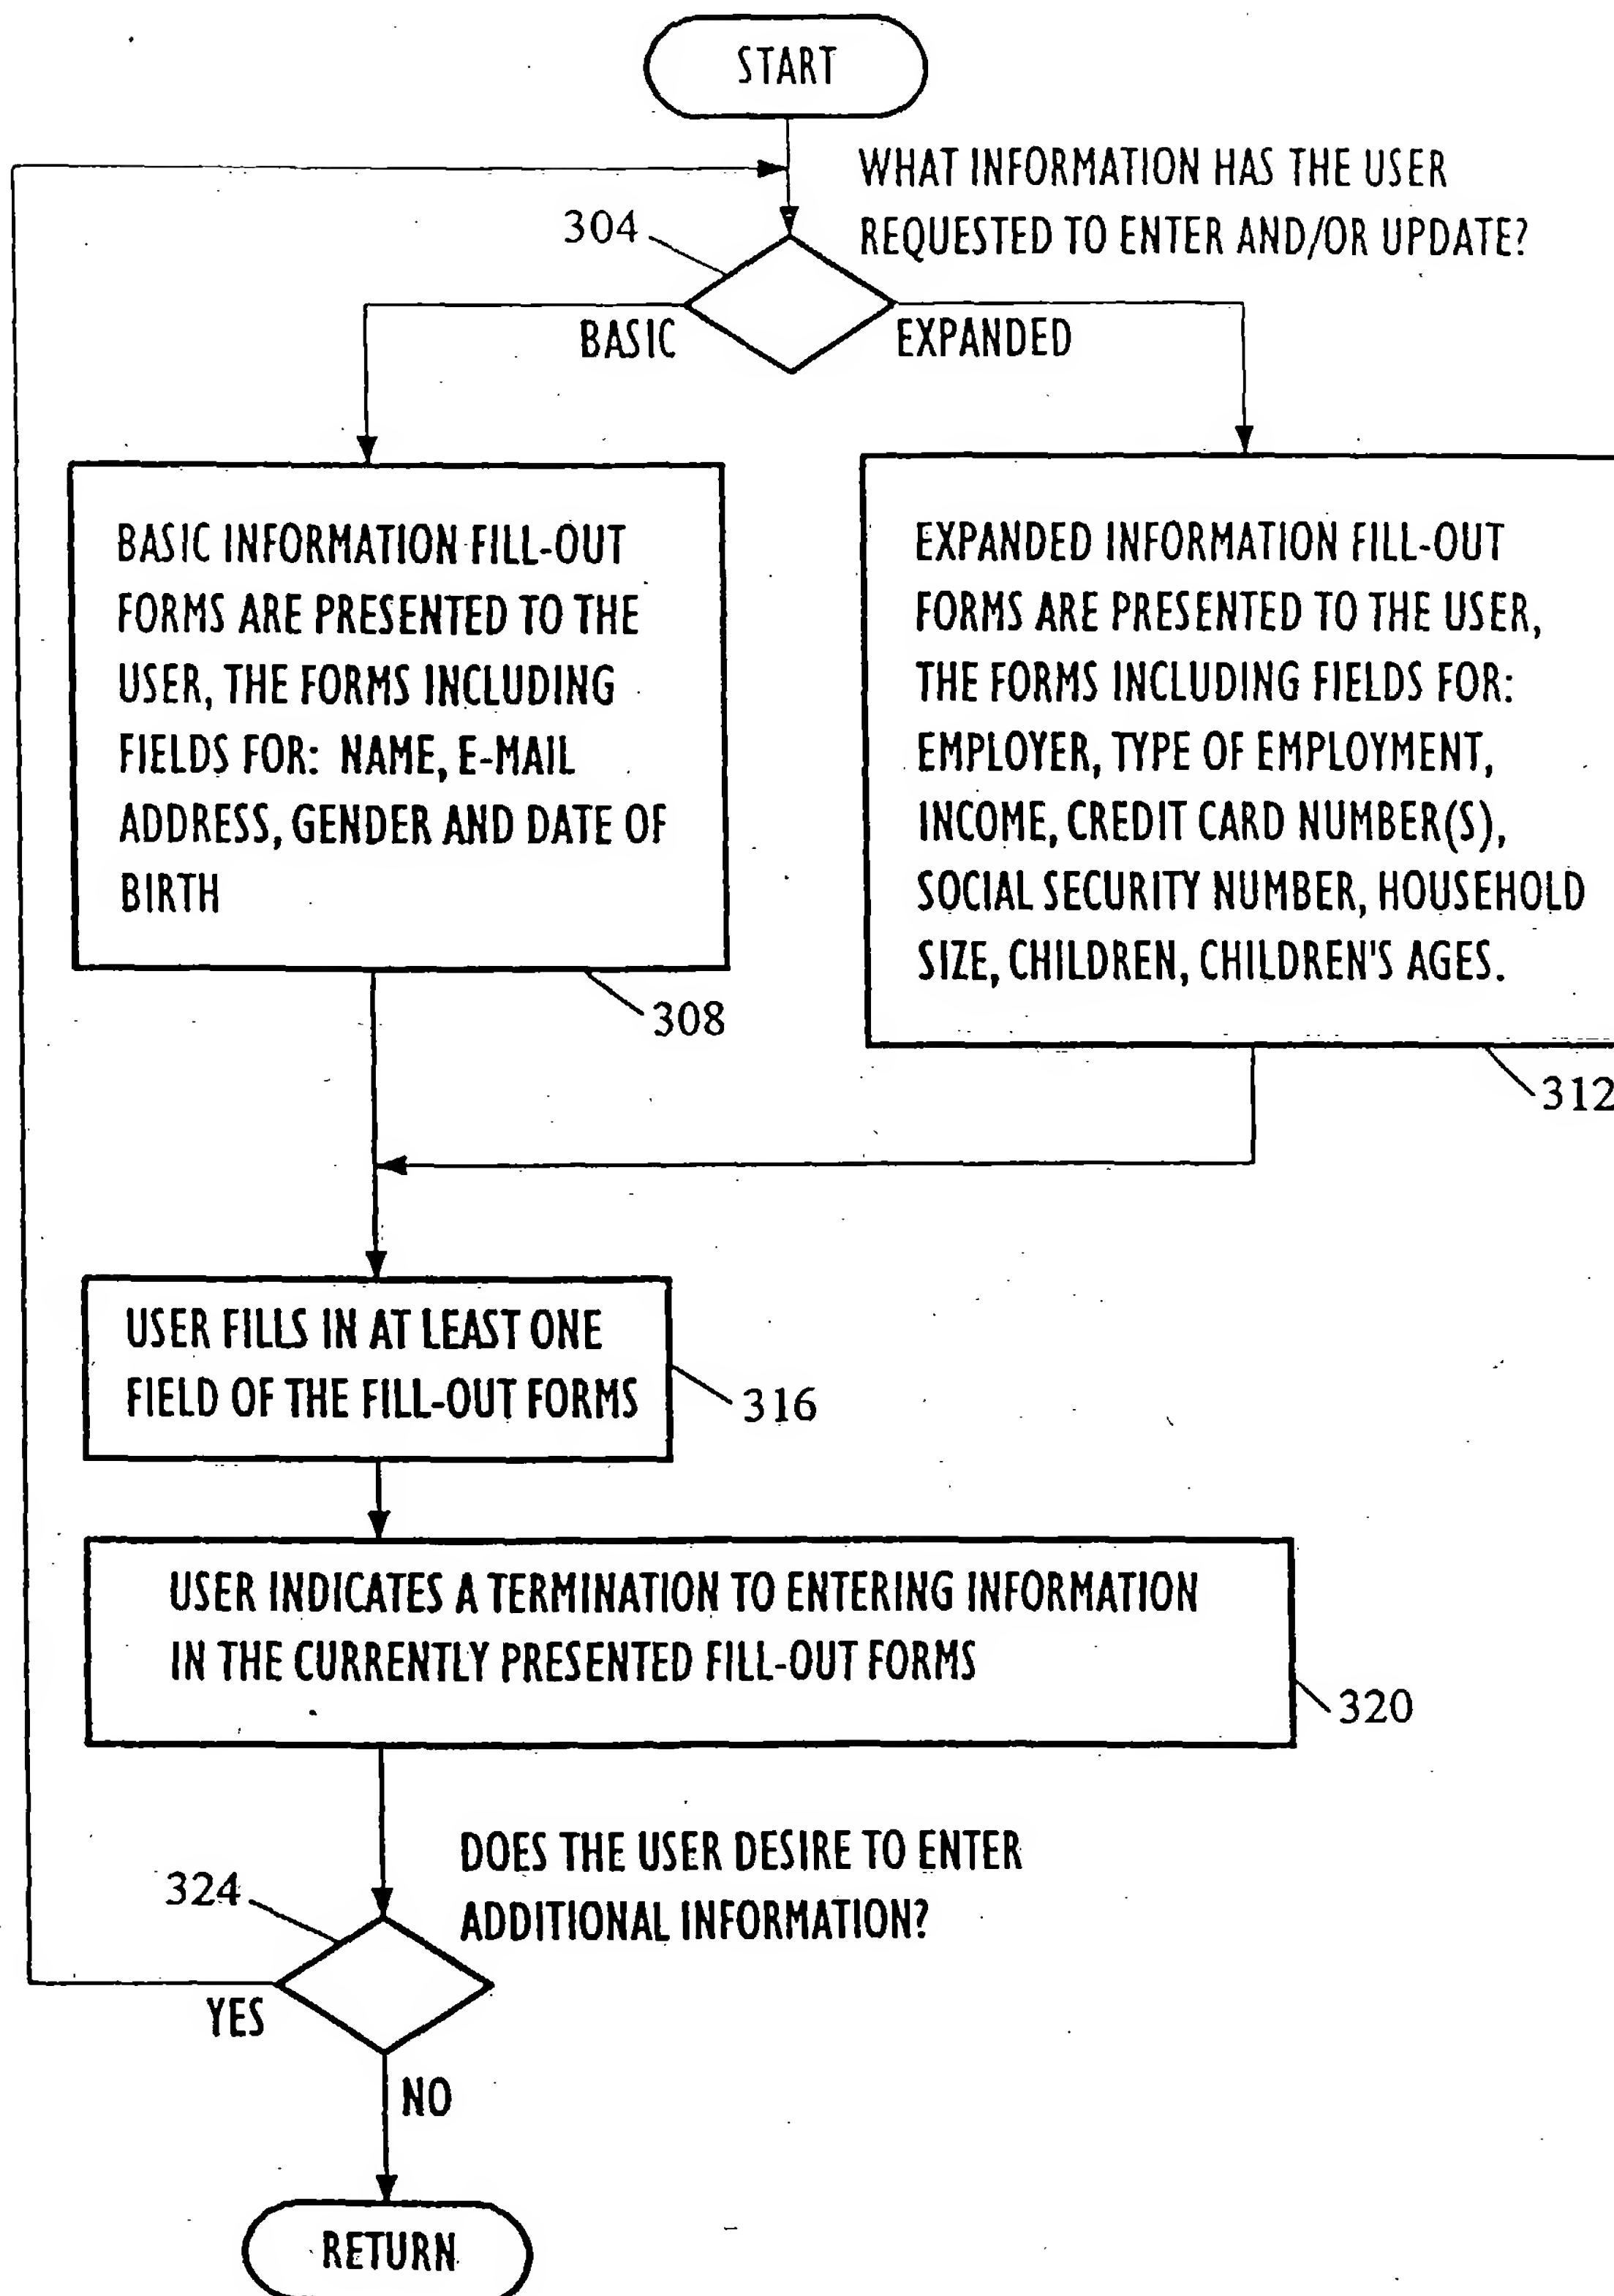 START
WHAT INFORMATION HAS THE USER
REQUESTED TO ENTER AND/OR UPDATE?
304
BASIC
EXPANDED
BASIC INFORMATION FILL-OUT
FORMS ARE PRESENTED TO THE
USER, THE FORMS INCLUDING
FIELDS FOR: NAME, E-MAIL
ADDRESS, GENDER AND DATE OF
BIRTH
308
EXPANDED INFORMATION FILL-OUT
FORMS ARE PRESENTED TO THE USER,
THE FORMS INCLUDING FIELDS FOR:
EMPLOYER, TYPE OF EMPLOYMENT,
INCOME, CREDIT CARD NUMBER(S),
SOCIAL SECURITY NUMBER, HOUSEHOLD
SIZE, CHILDREN, CHILDREN'S AGES.
312
USER FILLS IN AT LEAST ONE
FIELD OF THE FILL-OUT FORMS
316
USER INDICATES A TERMINATION TO ENTERING INFORMATION
IN THE CURRENTLY PRESENTED FILL-OUT FORMS
320
DOES THE USER DESIRE TO ENTER
ADDITIONAL INFORMATION?
324
YES
NO
RETURN